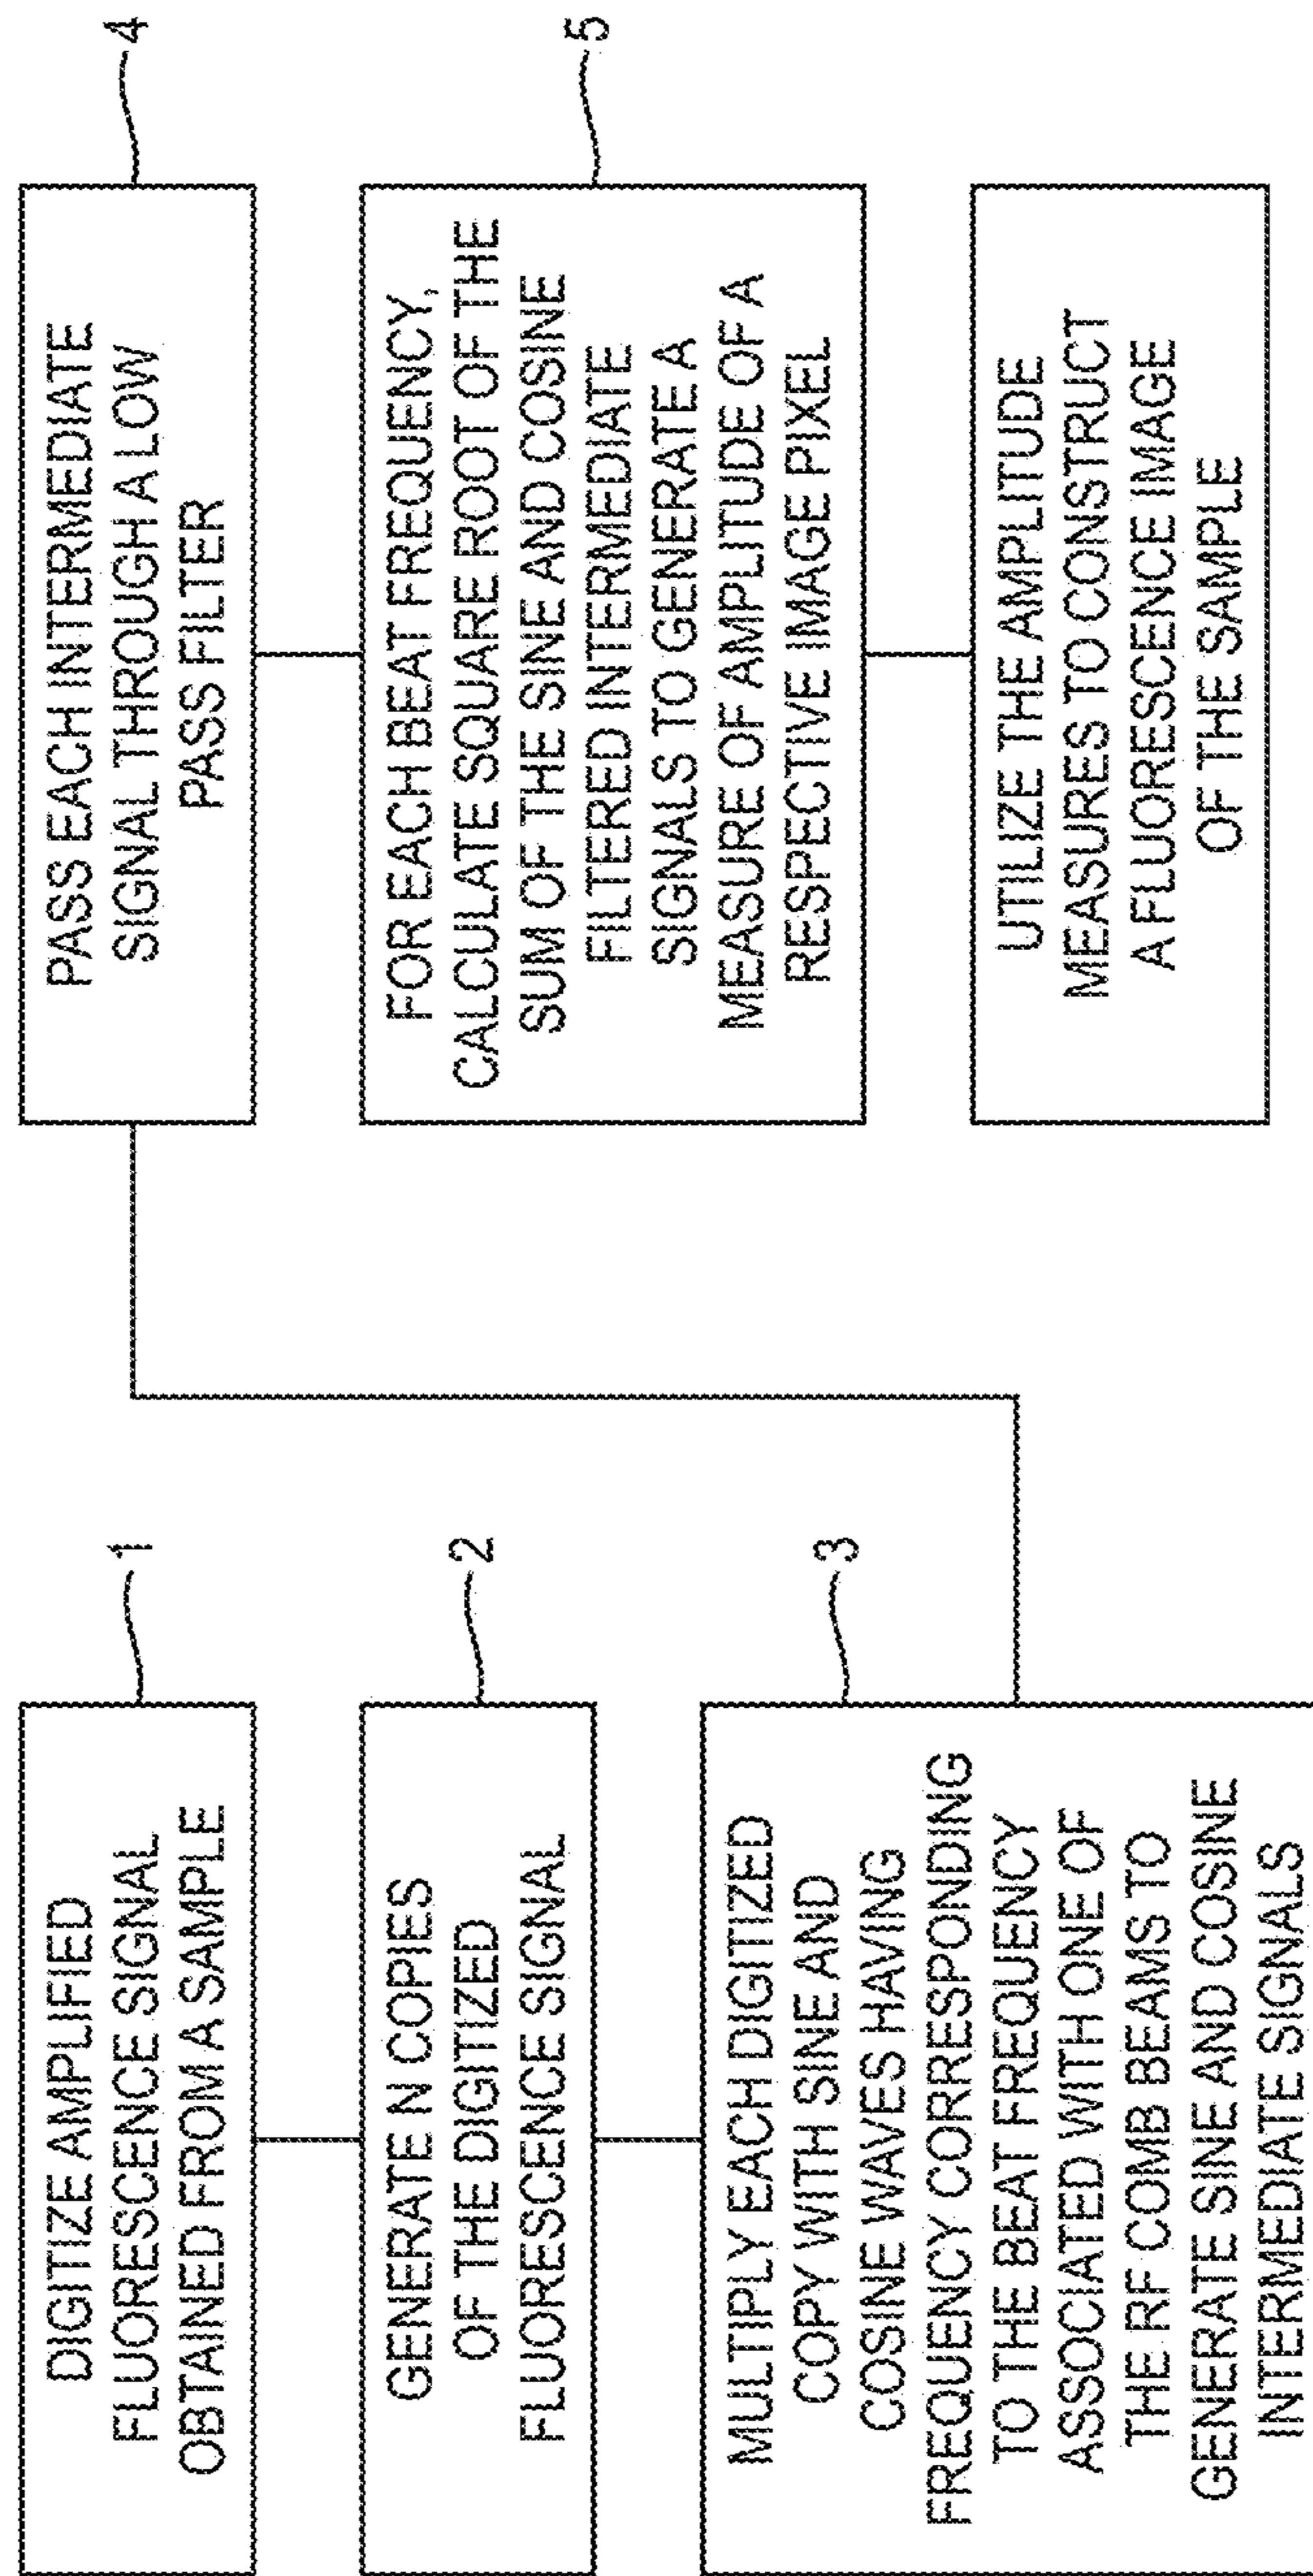 DIGITIZE AMPLIFIED
FLUORESCENCE SIGNAL
OBTAINED FROM A SAMPLE
1
GENERATE N COPIES
OF THE DIGITIZED
FLUORESCENCE SIGNAL
2
MULTIPLY EACH DIGITIZED
COPY WITH SINE AND
COSINE WAVES HAVING
FREQUENCY CORRESPONDING
TO THE BEAT FREQUENCY
ASSOCIATED WITH ONE OF
THE RF COMB BEAMS TO
GENERATE SINE AND COSINE
INTERMEDIATE SIGNALS
3
PASS EACH INTERMEDIATE
SIGNAL THROUGH A LOW
PASS FILTER
4
FOR EACH BEAT FREQUENCY,
CALCULATE SQUARE ROOT OF THE
SUM OF THE SINE AND COSINE
FILTERED INTERMEDIATE
SIGNALS TO GENERATE A
MEASURE OF AMPLITUDE OF A
RESPECTIVE IMAGE PIXEL
5
UTILIZE THE AMPLITUDE
MEASURES TO CONSTRUCT
A FLUORESCENCE IMAGE
OF THE SAMPLE